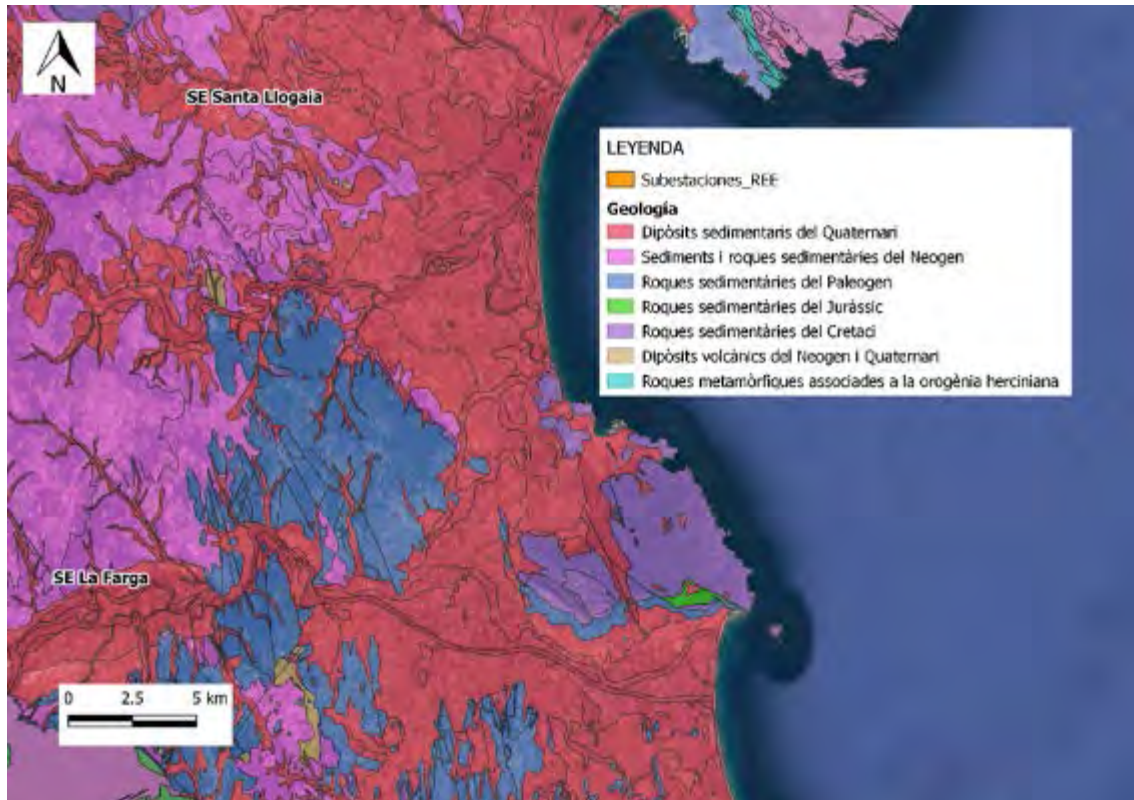 N
SE Santa Llogaia
LEYENDA
Subestaciones_REE
Geología
Dipòsits sedimentaris del Quaternari
Sediments i roques sedimentàries del Neogen
Roques sedimentàries del Paleogen
Roques sedimentàries del Juràssic
Roques sedimentàries del Cretaci
Dipòsits volcànics del Neogen i Quaternari
Roques metamòrfiques associades a la orogènia herciniana
SE La Farga
0 2.5 5 km